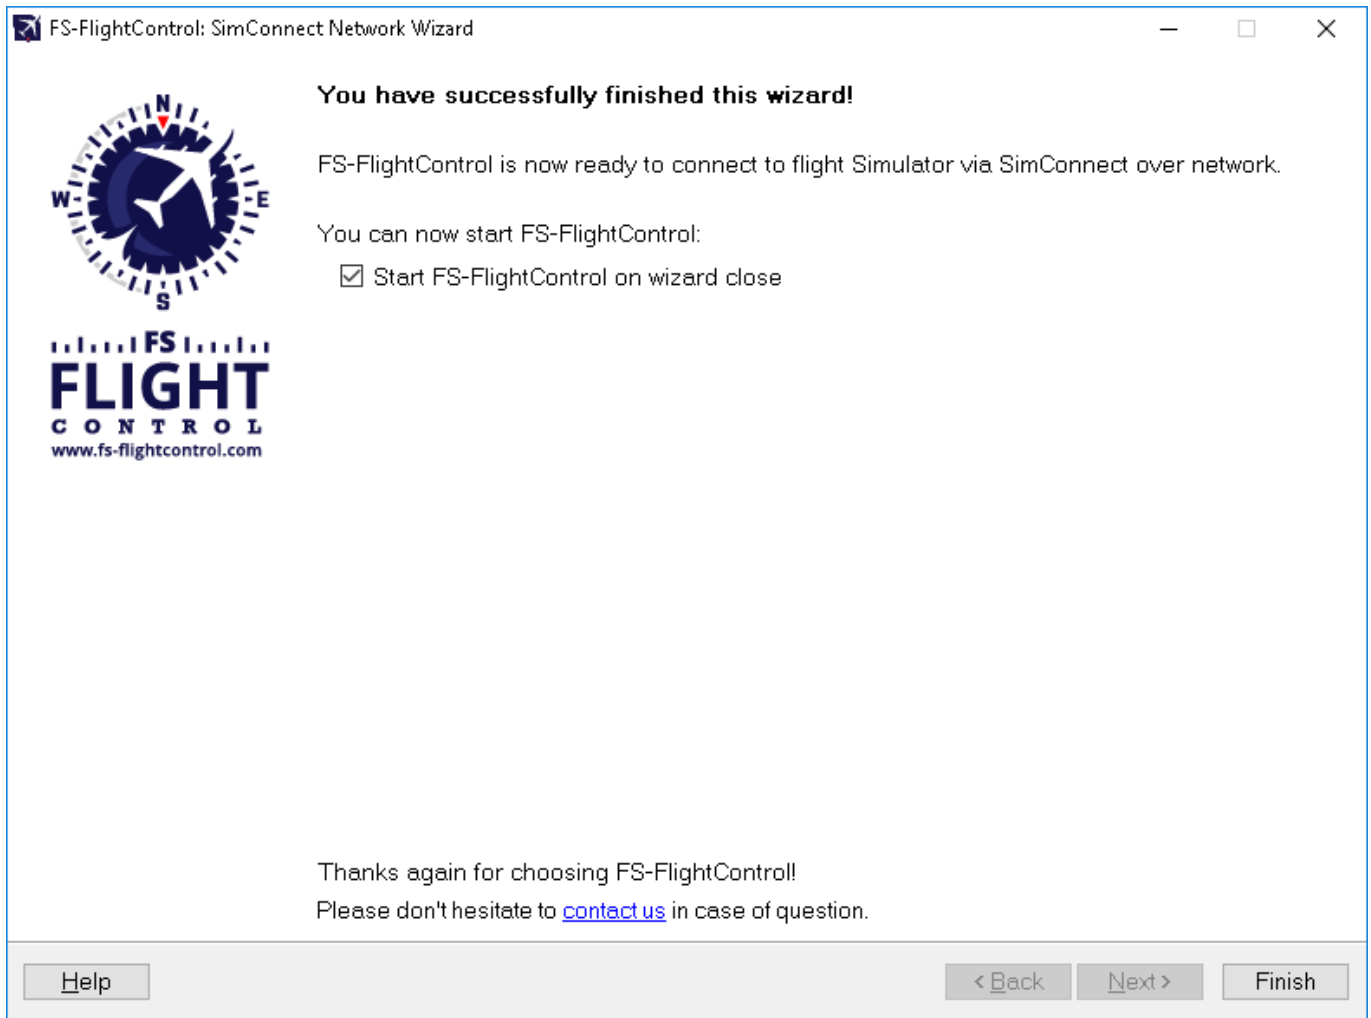 FS-FlightControl: SimConnect Network Wizard
You have successfully finished this wizard!
FS-FlightControl is now ready to connect to flight Simulator via SimConnect over network.
You can now start FS-FlightControl:
Start FS-FlightControl on wizard close
N
W
E
S
FS
FLIGHT
CONTROL
www.fs-flightcontrol.com
Thanks again for choosing FS-FlightControl!
Please don't hesitate to contact us in case of question.
Help
< Back
Next >
Finish